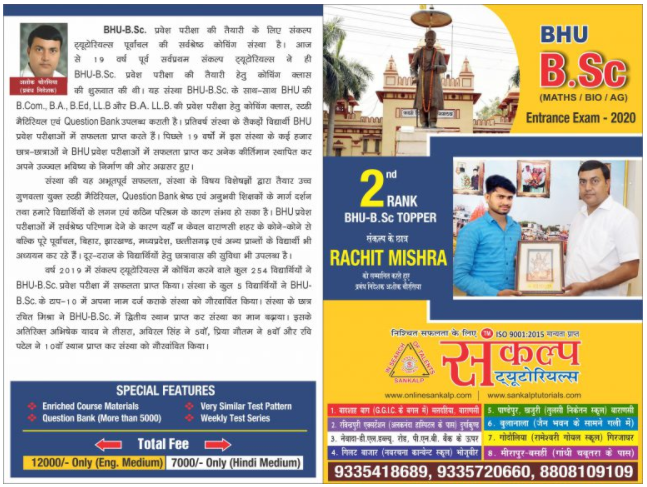 BHU-B.Sc. प्रवेश परीक्षा की तैयारी के लिए संकल्प
ट्यूटोरियल्स पूर्वांचल की सर्वश्रेष्ठ कोचिंग संस्था है। आज
से 19 वर्ष पूर्व सर्वप्रथम संकल्प ट्यूटोरियल्स ने ही
BHU-B.Sc. प्रवेश परीक्षा की तैयारी हेतु कोचिंग क्लास
की शुरूवात की थी। यह संस्था BHU-B.Sc. के साथ-साथ BHU की
अशोक चौरसिया
(प्रबंध निदेशक)
B.Com., B.A., B.Ed, LL.B और B.A. LL.B. की प्रवेश परीक्षा हेतु कोचिंग क्लास, स्टडी
मैटिरियल एवं Question Bank उपलब्ध कराती है। प्रतिवर्ष संस्था के सैकड़ों विद्यार्थी BHU
प्रवेश परीक्षाओं में सफलता प्राप्त करते हैं। पिछले 19 वर्षों में इस संस्था के कई हजार
छात्र-छात्राओं ने BHU प्रवेश परीक्षाओं में सफलता प्राप्त कर अनेक कीर्तिमान स्थापित कर
अपने उज्ज्वल भविष्य के निर्माण की ओर अग्रसर हुए।
संस्था की यह अभूतपूर्व सफलता, संस्था के विषय विशेषज्ञों द्वारा तैयार उच्च
गुणवत्ता युक्त स्टडी मैटिरियल, Question Bank श्रेष्ठ एवं अनुभवी शिक्षकों के मार्ग दर्शन
तथा हमारे विद्यार्थियों के लगन एवं कठिन परिश्रम के कारण संभव हो सका है। BHU प्रवेश
परीक्षाओं में सर्वश्रेष्ठ परिणाम देने के कारण यहाँ न केवल वाराणसी शहर के कोने-कोने से
बल्कि पूरे पूर्वांचल, बिहार, झारखण्ड, मध्यप्रदेश, छत्तीसगढ़ एवं अन्य प्रान्तों के विद्यार्थी भी
अध्ययन कर रहे हैं। दूर-दराज के विद्यार्थियों हेतु छात्रावास की सुविधा भी उपलब्ध है।
वर्ष 2019 में संकल्प ट्यूटोरियल्स में कोचिंग करने वाले कुल 254 विद्यार्थियों ने
BHU-B.Sc. प्रवेश परीक्षा में सफलता प्राप्त किया। संस्था के कुल 5 विद्यार्थियों ने BHU-
B.Sc. के टाप-10 में अपना नाम दर्ज कराके संस्था को गौरवांवित किया। संस्था के छात्र
रचित मिश्रा ने BHU-B.Sc. में द्वितीय स्थान प्राप्त कर संस्था का मान बढ़ाया। इसके
अतिरिक्त अभिषेक यादव ने तीसरा, अविरल सिंह ने 5वाँ, प्रिया गौतम ने 8वाँ और रवि
पटेल ने 10वाँ स्थान प्राप्त कर संस्था को गौरवांवित किया।
SPECIAL FEATURES
Enriched Course Materials
Very Similar Test Pattern
Question Bank (More than 5000)
Weekly Test Series
Total Fee
12000/- Only (Eng. Medium) 7000/- Only (Hindi Medium)
BHU
B.Sc
(MATHS / BIO / AG)
Entrance Exam - 2020
2nd
RANK
BHU-B.Sc TOPPER
संकल्प के छात्र
RACHIT MISHRA
को सम्मानित करते हुए
प्रबंध निदेशक अशोक चौरसिया
निश्चित सफलता के लिए TM ISO 9001:2015 मान्यता प्राप्त
IN SEARCH OF TALENTS
SANKALP
संकल्प
ट्यूटोरियल्स
www.onlinesankalp.com | www.sankalptutorials.com
1. बादशाह बाग (G.G.I.C. के बगल में) मलदहिया, वाराणसी
2. रविन्द्रपुरी एक्सटेंशन (अलकनंदा हास्पिटल के पास) दुर्गाकुण्ड
3. नेवादा-डी.एल.डब्ल्यू. रोड, पी.एन.बी. बैंक के ऊपर
4. गिलट बाजार (नवरचना कान्वेन्ट स्कूल) भोजूबीर
5. पाण्डेपुर, खजुरी (तुलसी निकेतन स्कूल) वाराणसी
6. बुलानाला (जैन भवन के सामने गली में)
7. गोदौलिया (रामेश्वरी गोयल स्कूल) गिरजाघर
8. मीरापुर-बसहीं (गांधी चबूतरा के पास)
9335418689, 9335720660, 8808109109